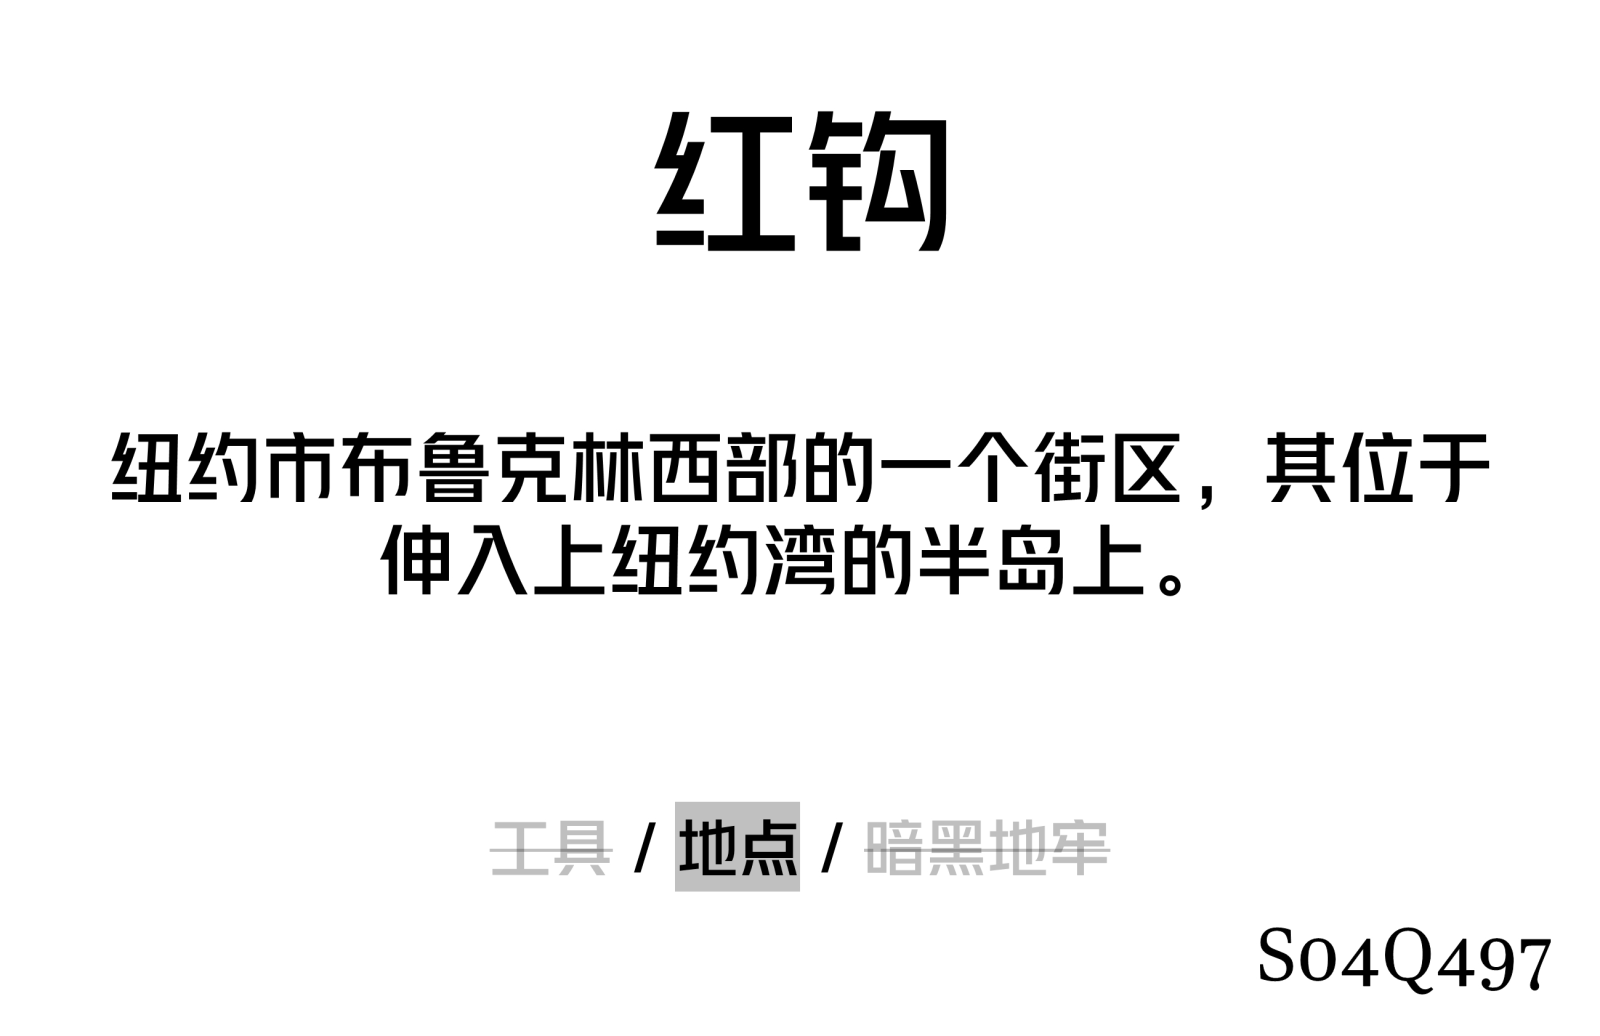 红钩
纽约市布鲁克林西部的一个街区，其位于
伸入上纽约湾的半岛上。
工具 / 地点 / 暗黑地牢
S04Q497